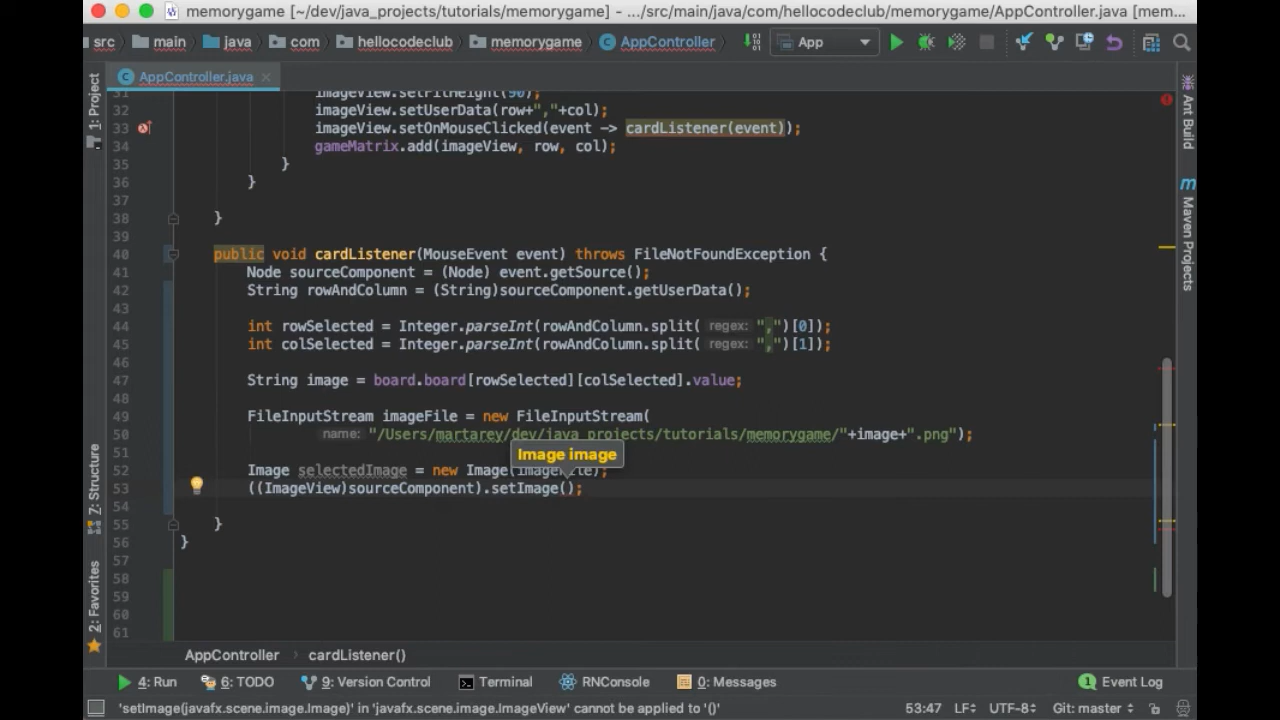 memorygame [~/dev/java_projects/tutorials/memorygame] - .../src/main/java/com/hellocodeclub/memorygame/AppController.java [mem...
src main java com hellocodeclub memorygame AppController App
AppController.java
1: Project
Ant Build
Maven Projects
Z: Structure
2: Favorites
31 imageView.setFitHeight(90);
32 imageView.setUserData(row+","+col);
33 imageView.setOnMouseClicked(event -> cardListener(event));
34 gameMatrix.add(imageView, row, col);
35 }
36 }
37
38 }
39
40 public void cardListener(MouseEvent event) throws FileNotFoundException {
41 Node sourceComponent = (Node) event.getSource();
42 String rowAndColumn = (String)sourceComponent.getUserData();
43
44 int rowSelected = Integer.parseInt(rowAndColumn.split( regex: ",")[0]);
45 int colSelected = Integer.parseInt(rowAndColumn.split( regex: ",")[1]);
46
47 String image = board.board[rowSelected][colSelected].value;
48
49 FileInputStream imageFile = new FileInputStream(
50 name: "/Users/martarey/dev/java_projects/tutorials/memorygame/"+image+".png");
51
Image image
52 Image selectedImage = new Image(imageFile);
53 ((ImageView)sourceComponent).setImage();
54
55 }
56 }
57
58
59
60
61
AppController › cardListener()
4: Run 6: TODO 9: Version Control Terminal RNConsole 0: Messages 1 Event Log
'setImage(javafx.scene.image.Image)' in 'javafx.scene.image.ImageView' cannot be applied to '()' 53:47 LF÷ UTF-8÷ Git: master